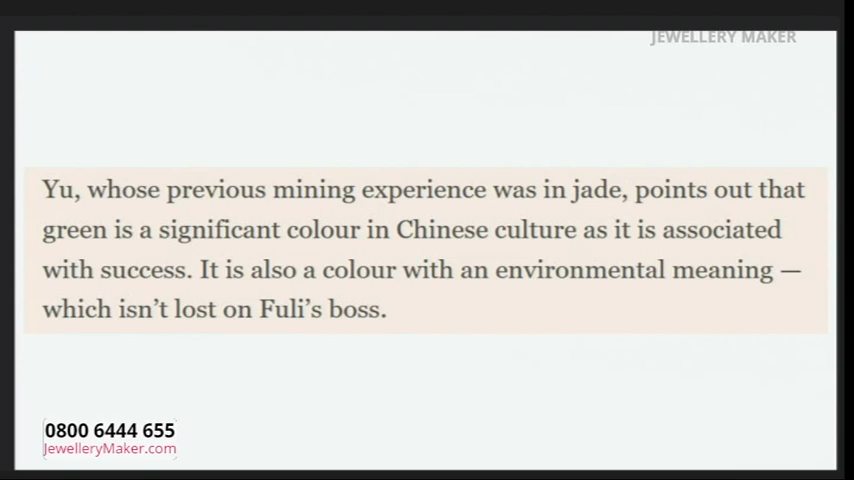 JEWELLERY MAKER
Yu, whose previous mining experience was in jade, points out that
green is a significant colour in Chinese culture as it is associated
with success. It is also a colour with an environmental meaning —
which isn’t lost on Fuli’s boss.
0800 6444 655
JewelleryMaker.com